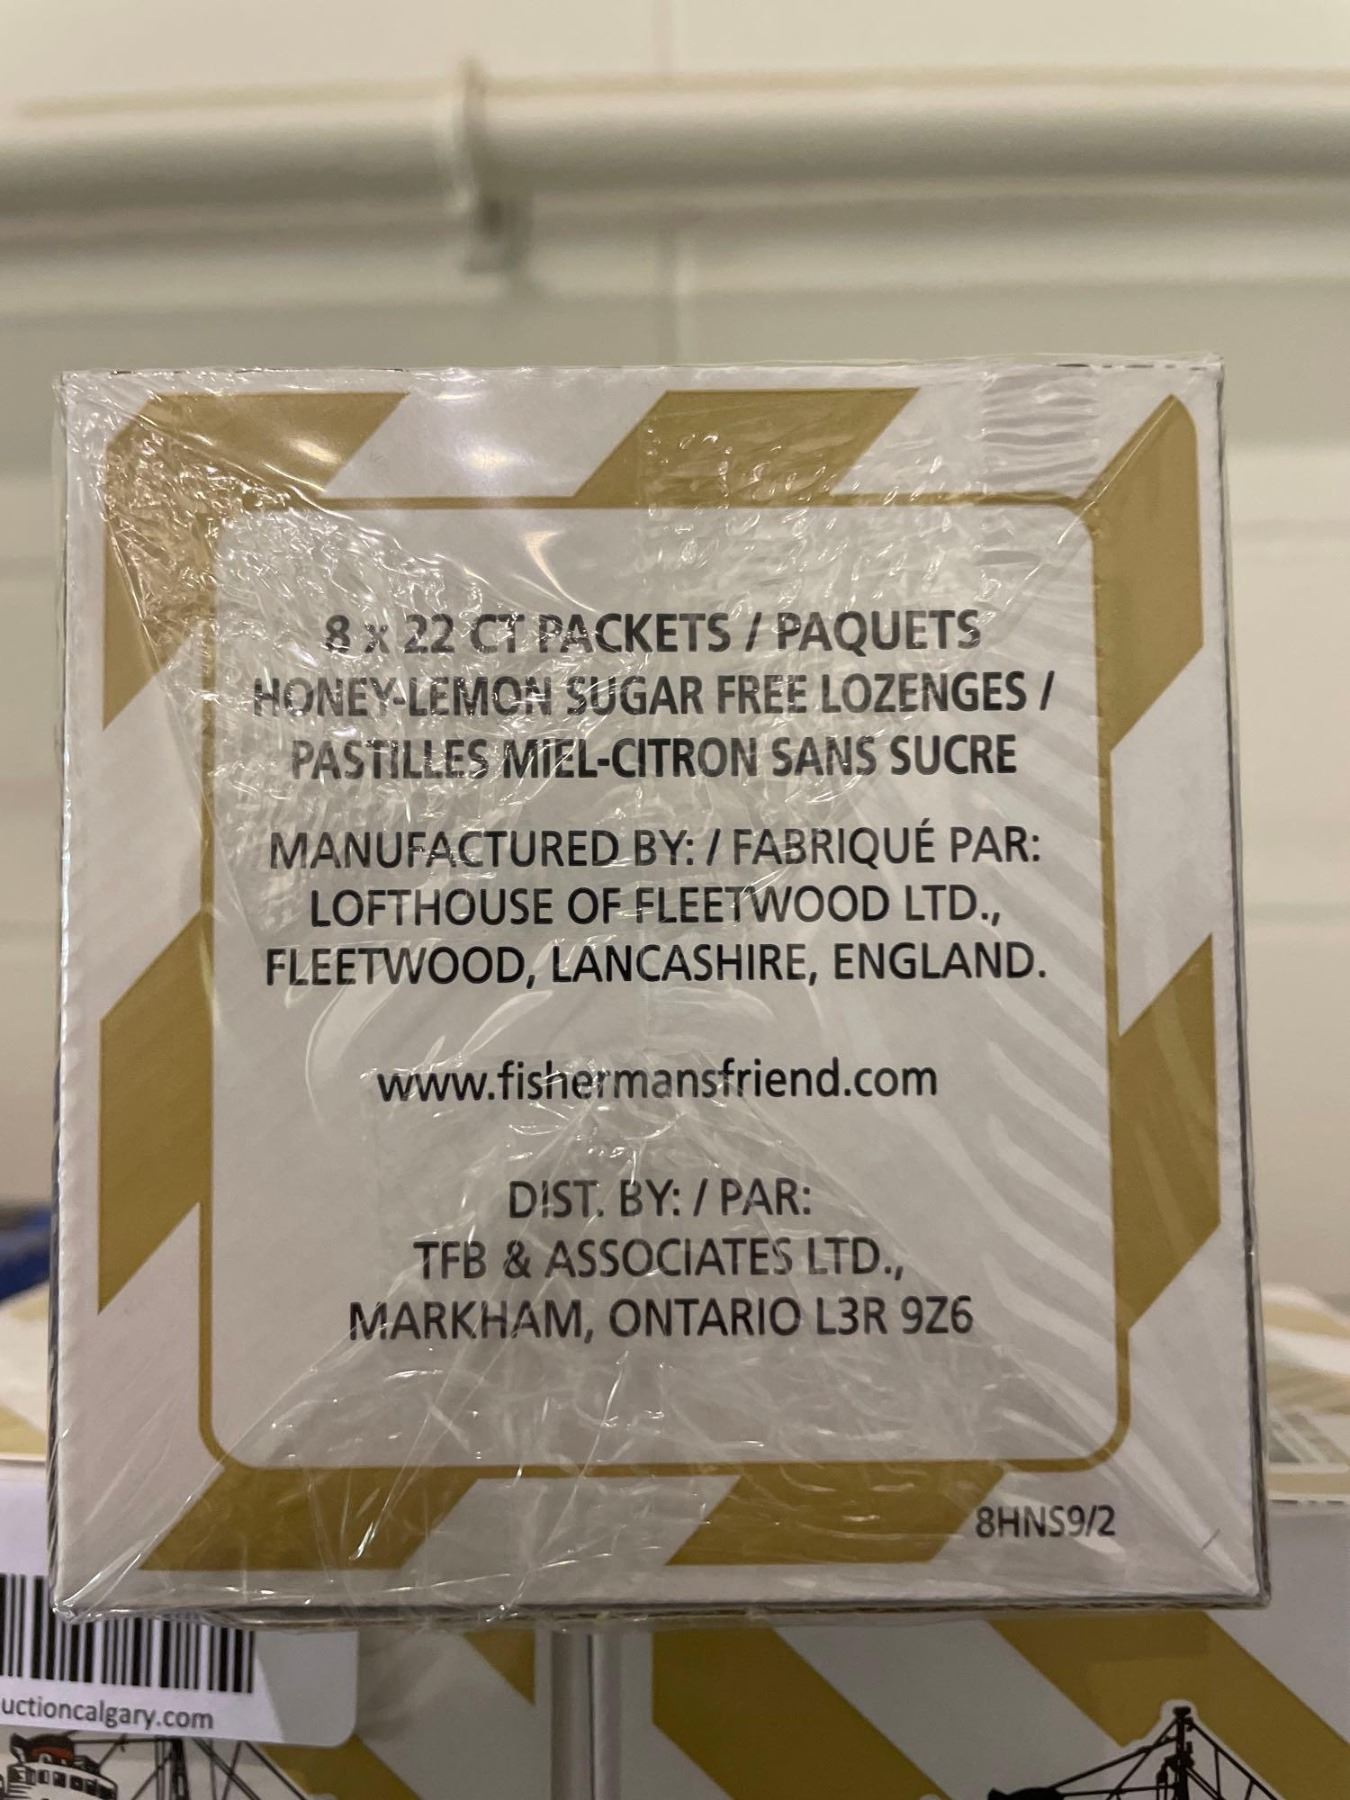 8 x 22 CT PACKETS / PAQUETS
HONEY-LEMON SUGAR FREE LOZENGES /
PASTILLES MIEL-CITRON SANS SUCRE
MANUFACTURED BY: / FABRIQUÉ PAR:
LOFTHOUSE OF FLEETWOOD LTD.,
FLEETWOOD, LANCASHIRE, ENGLAND.
www.fishermansfriend.com
DIST. BY: / PAR:
TFB & ASSOCIATES LTD.,
MARKHAM, ONTARIO L3R 9Z6
8HNS9/2
uctioncalgary.com